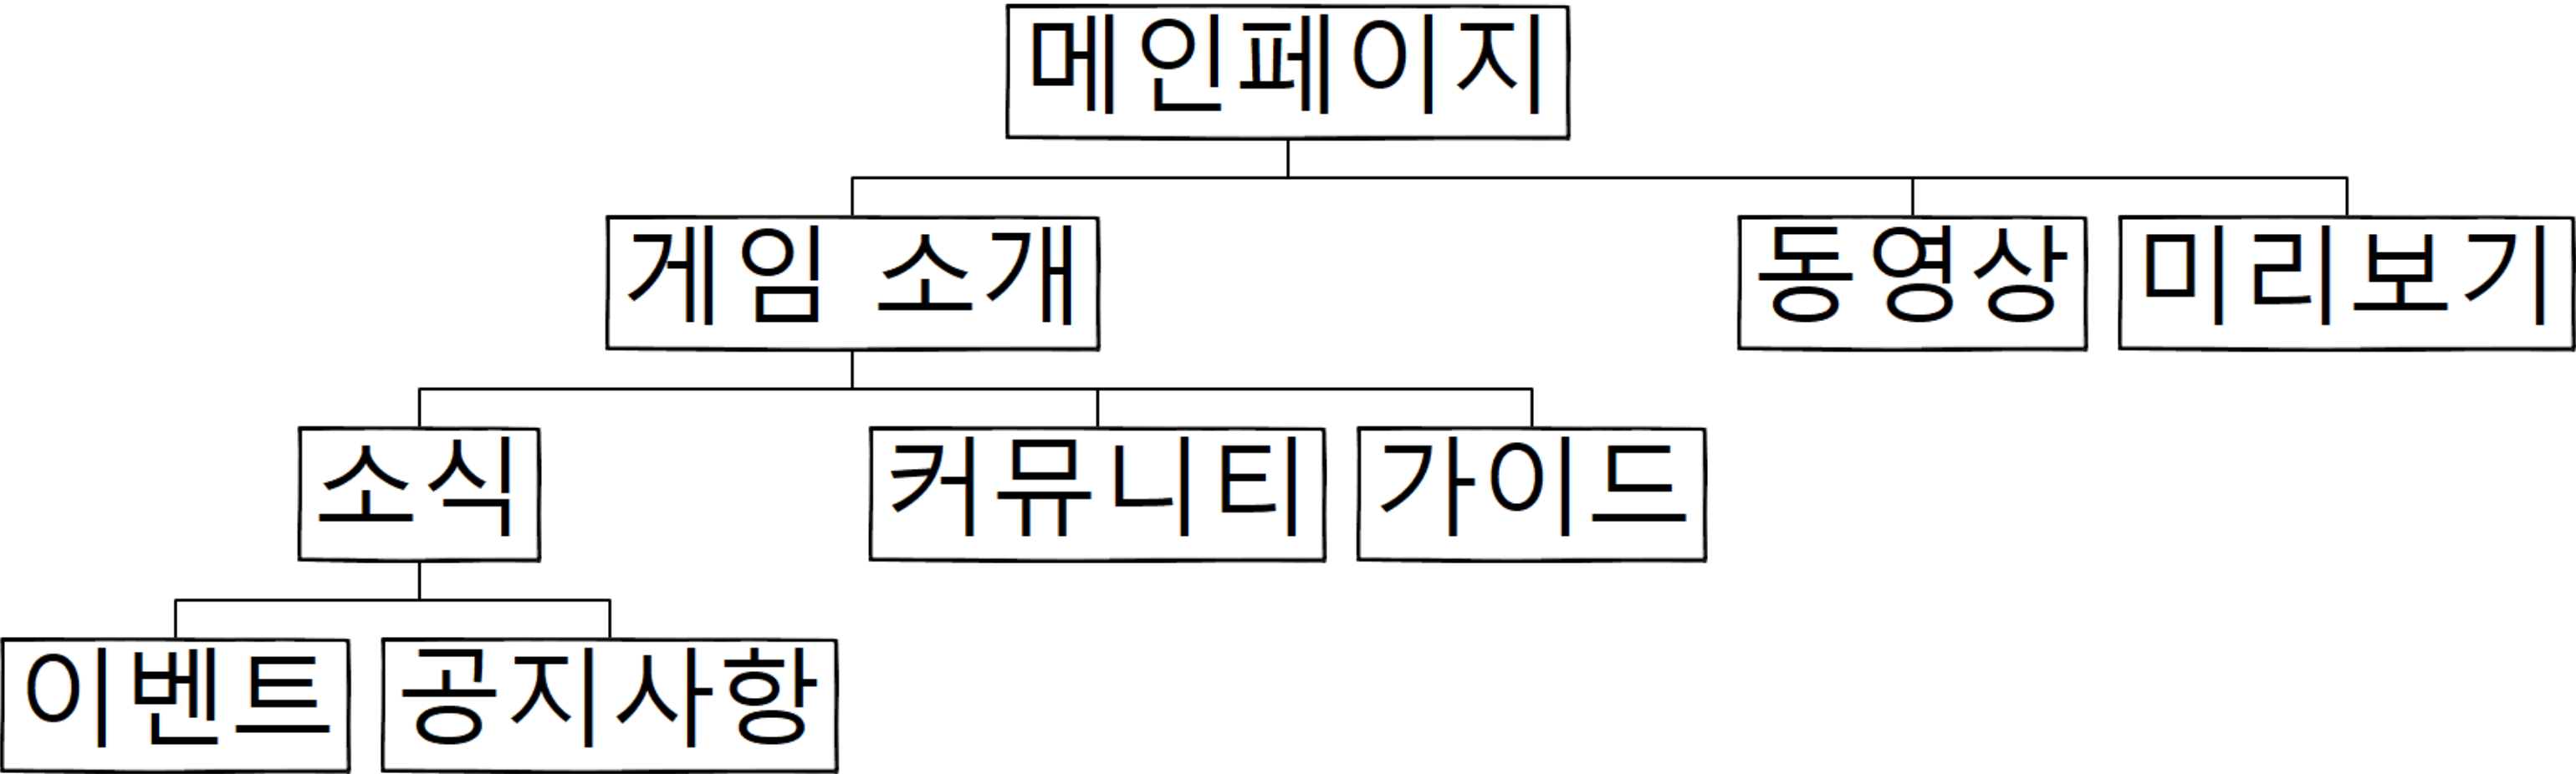 메인페이지
게임 소개
동영상
미리보기
소식
커뮤니티
가이드
이벤트
공지사항